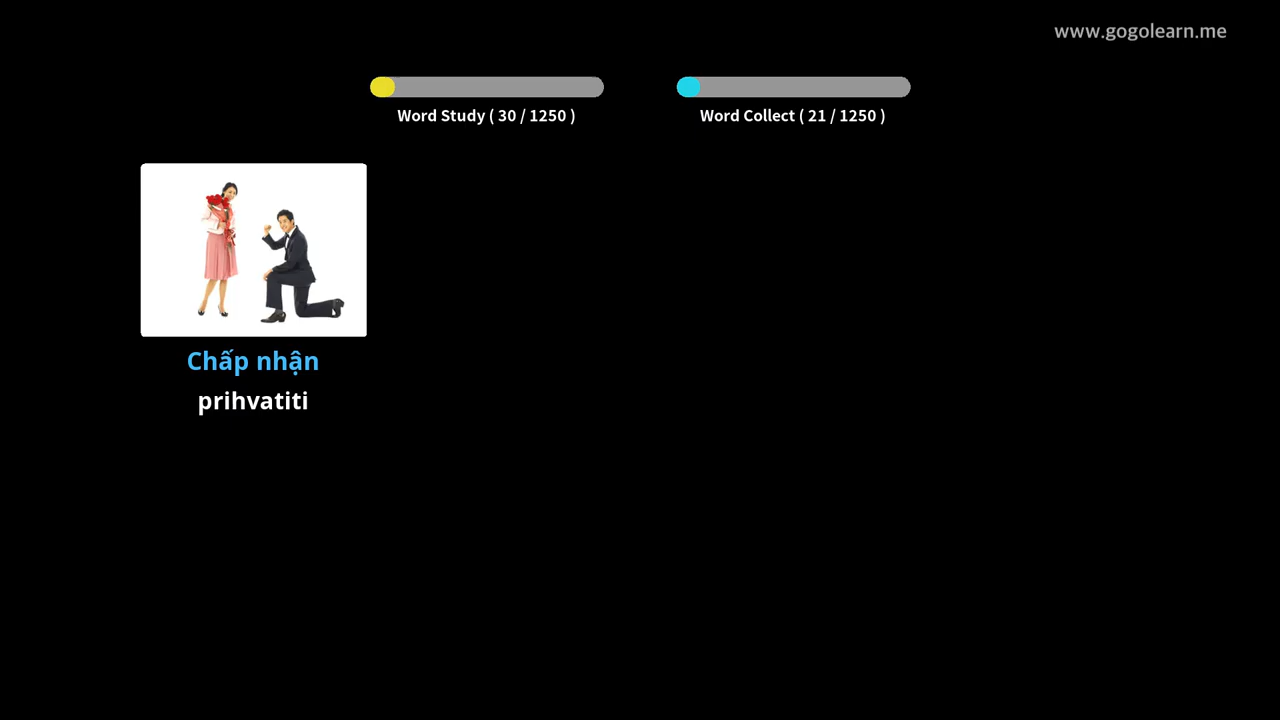 www.gogolearn.me
Word Study ( 30 / 1250 )
Word Collect ( 21 / 1250 )
Chấp nhận
prihvatiti